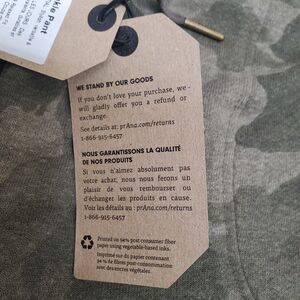 WE STAND BY OUR GOODS
If you don't love your purchase, we
will gladly offer you a refund or
exchange.
See details at: prAna.com/returns
1-866-915-6457
NOUS GARANTISSONS LA QUALITÉ
DE NOS PRODUITS
Si vous n'aimez absolument pas
votre achat, nous nous ferons un
plaisir de vous rembourser ou
d'échanger les produits en cause.
Voir les détails au : prAna.com/returns
1-866-915-6457
Printed on 94% post consumer fiber
paper using vegetable-based inks.
Imprimé sur du papier contenant
94 % de fibres post-consommation
avec des encres végétales.
Pant